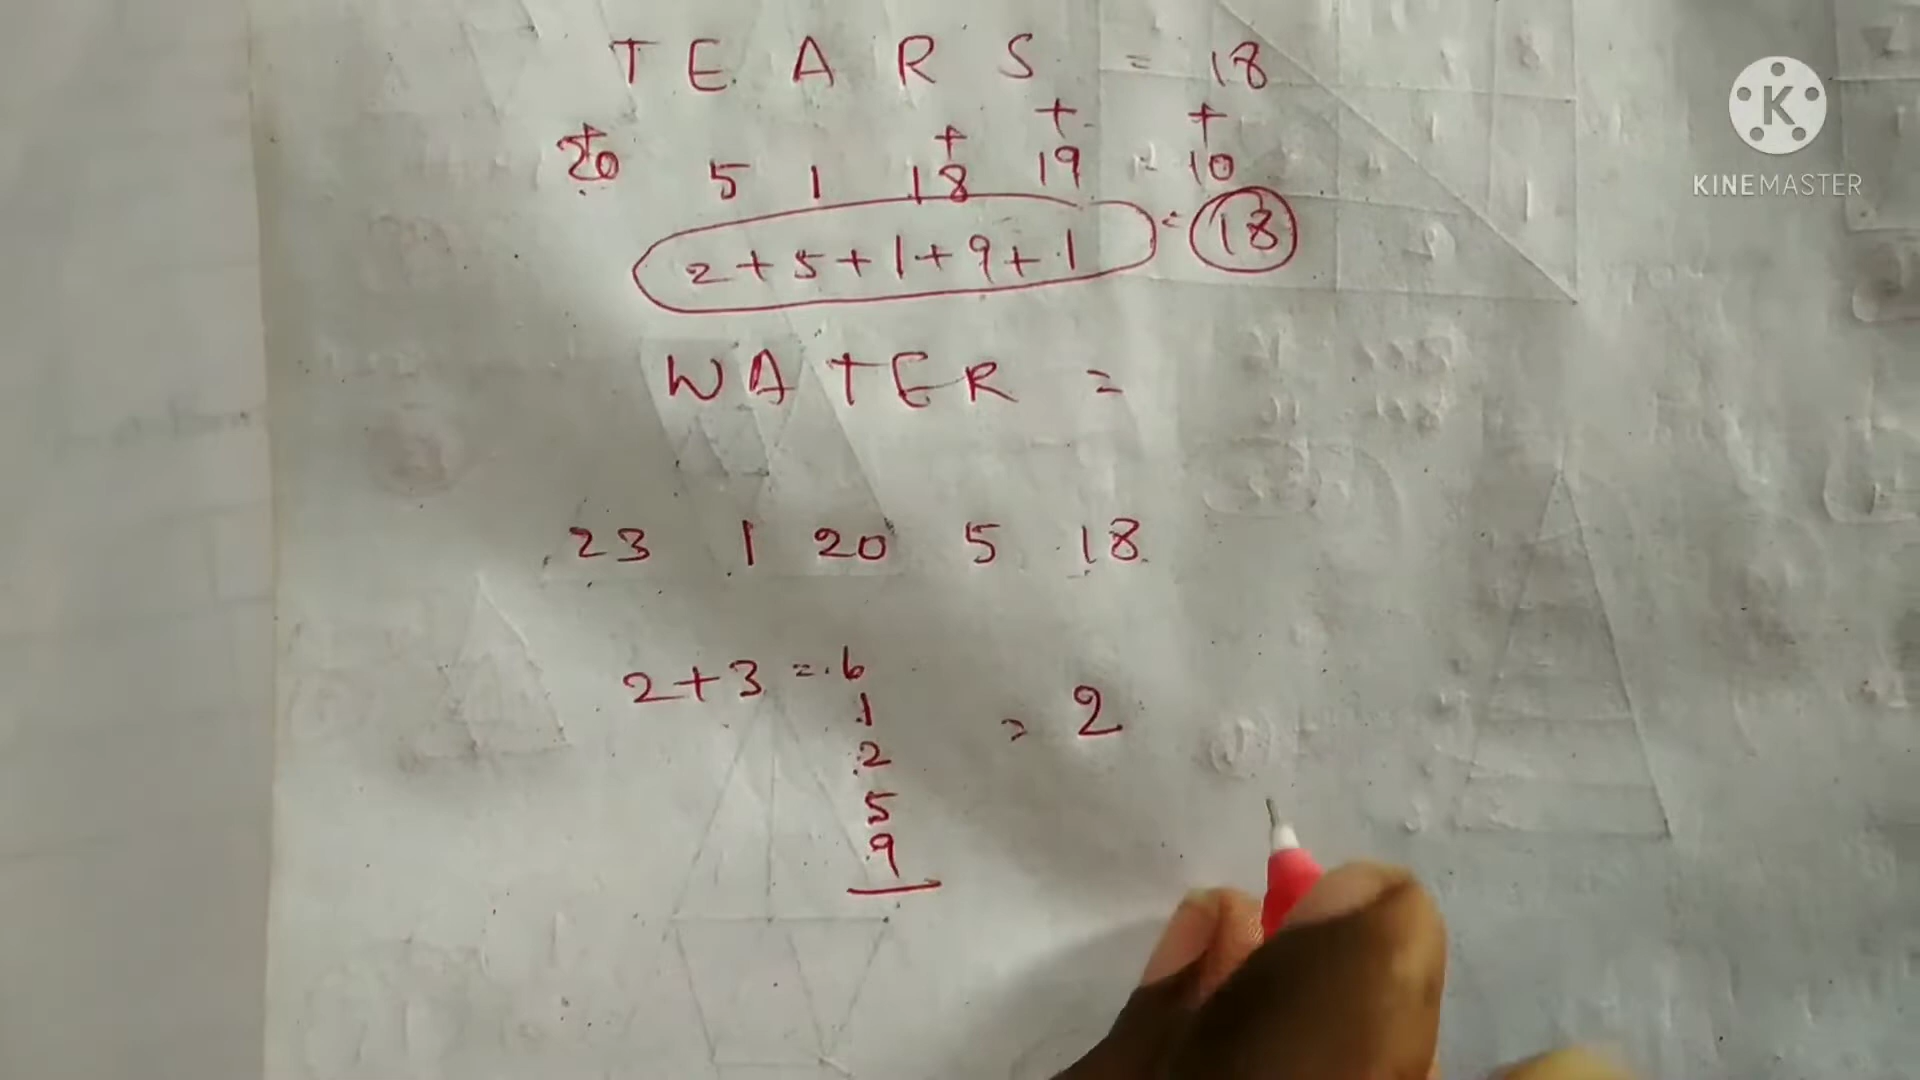 T E A R S = 18
+ + + +
20 5 1 18 19 = 10
2+5+1+9+1 = 18
WATER =
23 1 20 5 18
2+3 = 6
1
2
5
9
= 2
K
KINEMASTER